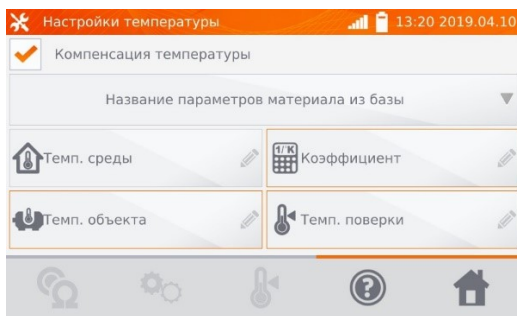 Настройки температуры 13:20 2019.04.10
Компенсация температуры
Название параметров материала из базы
Темп. среды
1/K
Коэффициент
Темп. объекта
Темп. поверки
?